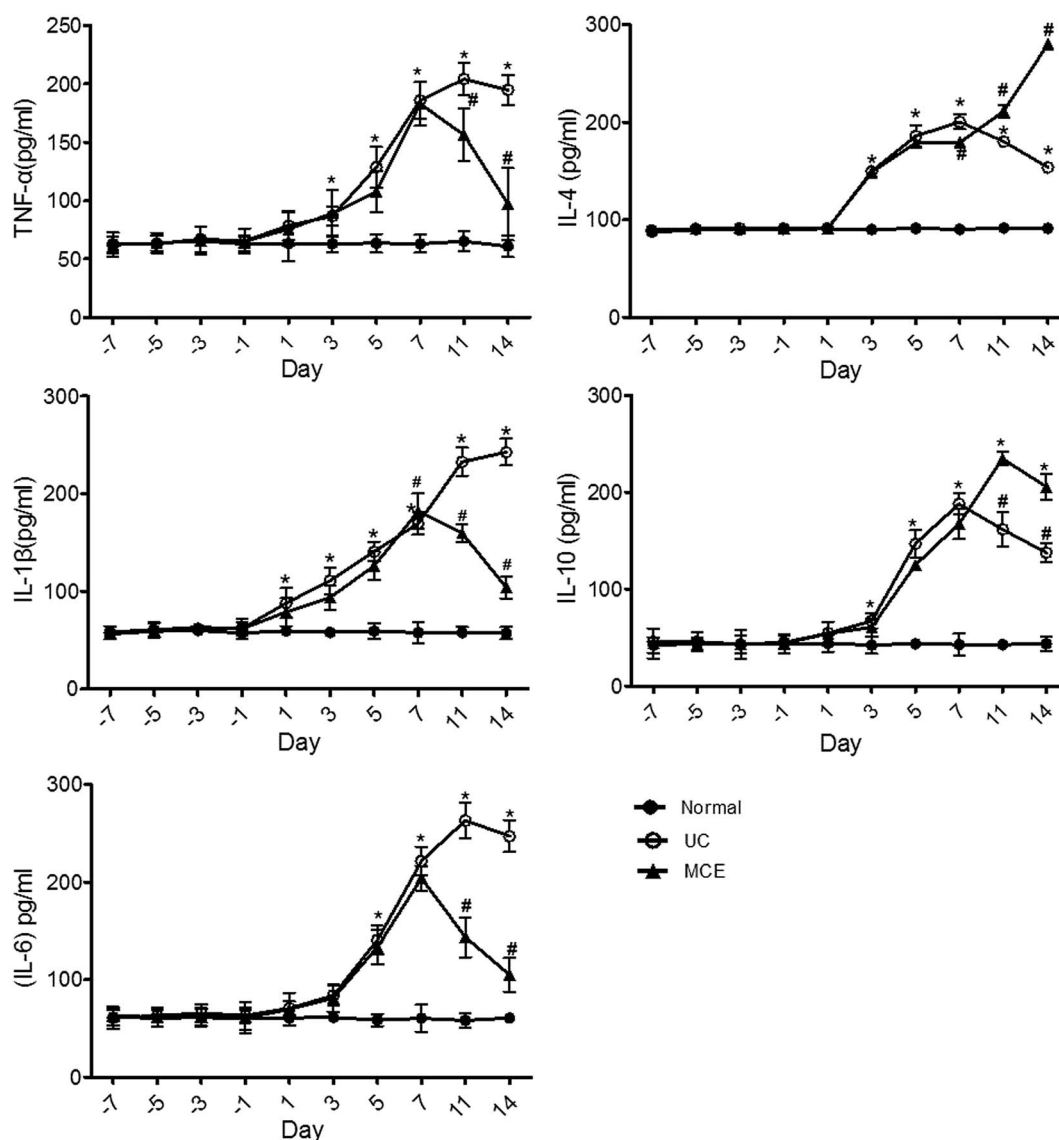 TNF-α(pg/ml)
250
200
150
100
50
0
* * * * *
# #
-7 -5 -3 -1 1 3 5 7 11 14
Day
IL-4 (pg/ml)
300
200
100
0
* * * * *
# # #
-7 -5 -3 -1 1 3 5 7 11 14
Day
IL-1β(pg/ml)
300
200
100
0
* * * * * *
# # #
-7 -5 -3 -1 1 3 5 7 11 14
Day
IL-10 (pg/ml)
300
200
100
0
* * * * *
# #
-7 -5 -3 -1 1 3 5 7 11 14
Day
(IL-6) pg/ml
300
200
100
0
* * * *
# #
-7 -5 -3 -1 1 3 5 7 11 14
Day
Normal
UC
MCE